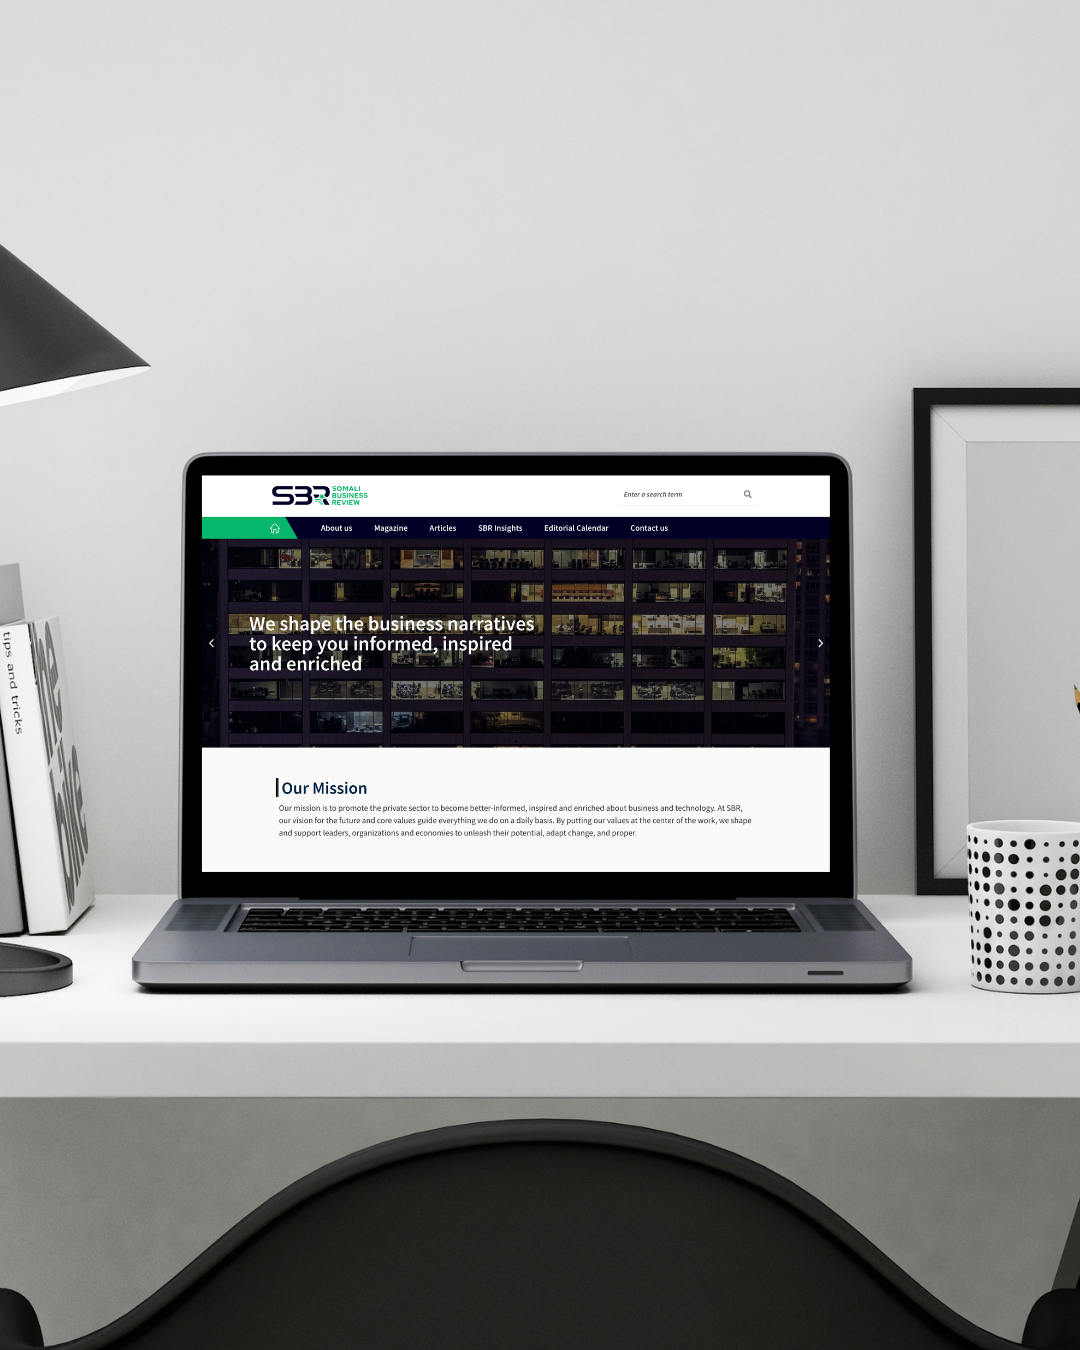 SBR SOMALI
BUSINESS
REVIEW
Enter a search term
About us Magazine Articles SBR Insights Editorial Calendar Contact us
We shape the business narratives
to keep you informed, inspired
and enriched
Our Mission
Our mission is to promote the private sector to become better-informed, inspired and enriched about business and technology. At SBR,
our vision for the future and core values guide everything we do on a daily basis. By putting our values at the center of the work, we shape
and support leaders, organizations and economies to unleash their potential, adapt change, and proper.
tips and tricks